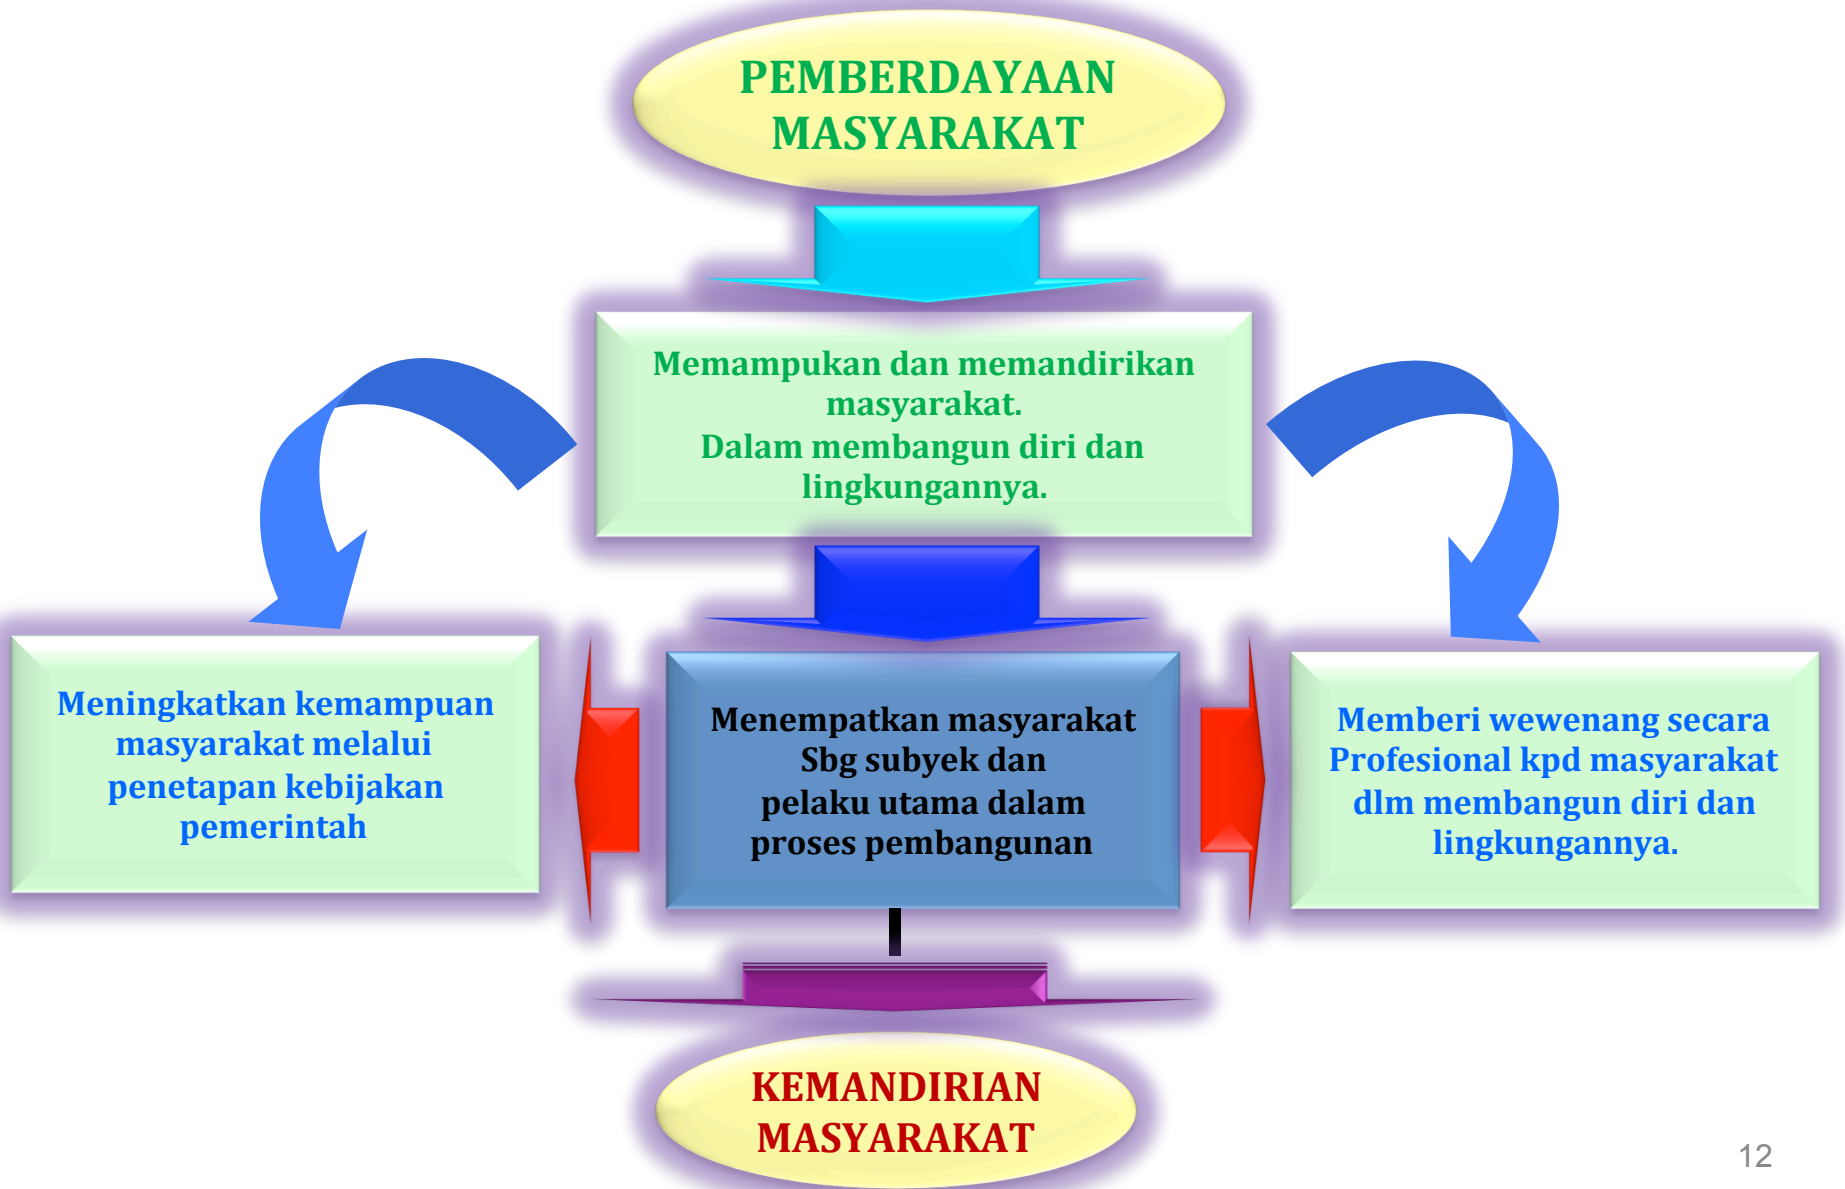 PEMBERDAYAAN
MASYARAKAT
Memampukan dan memandirikan
masyarakat.
Dalam membangun diri dan
lingkungannya.
Meningkatkan kemampuan
masyarakat melalui
penetapan kebijakan
pemerintah
Menempatkan masyarakat
Sbg subyek dan
pelaku utama dalam
proses pembangunan
Memberi wewenang secara
Profesional kpd masyarakat
dlm membangun diri dan
lingkungannya.
KEMANDIRIAN
MASYARAKAT
12